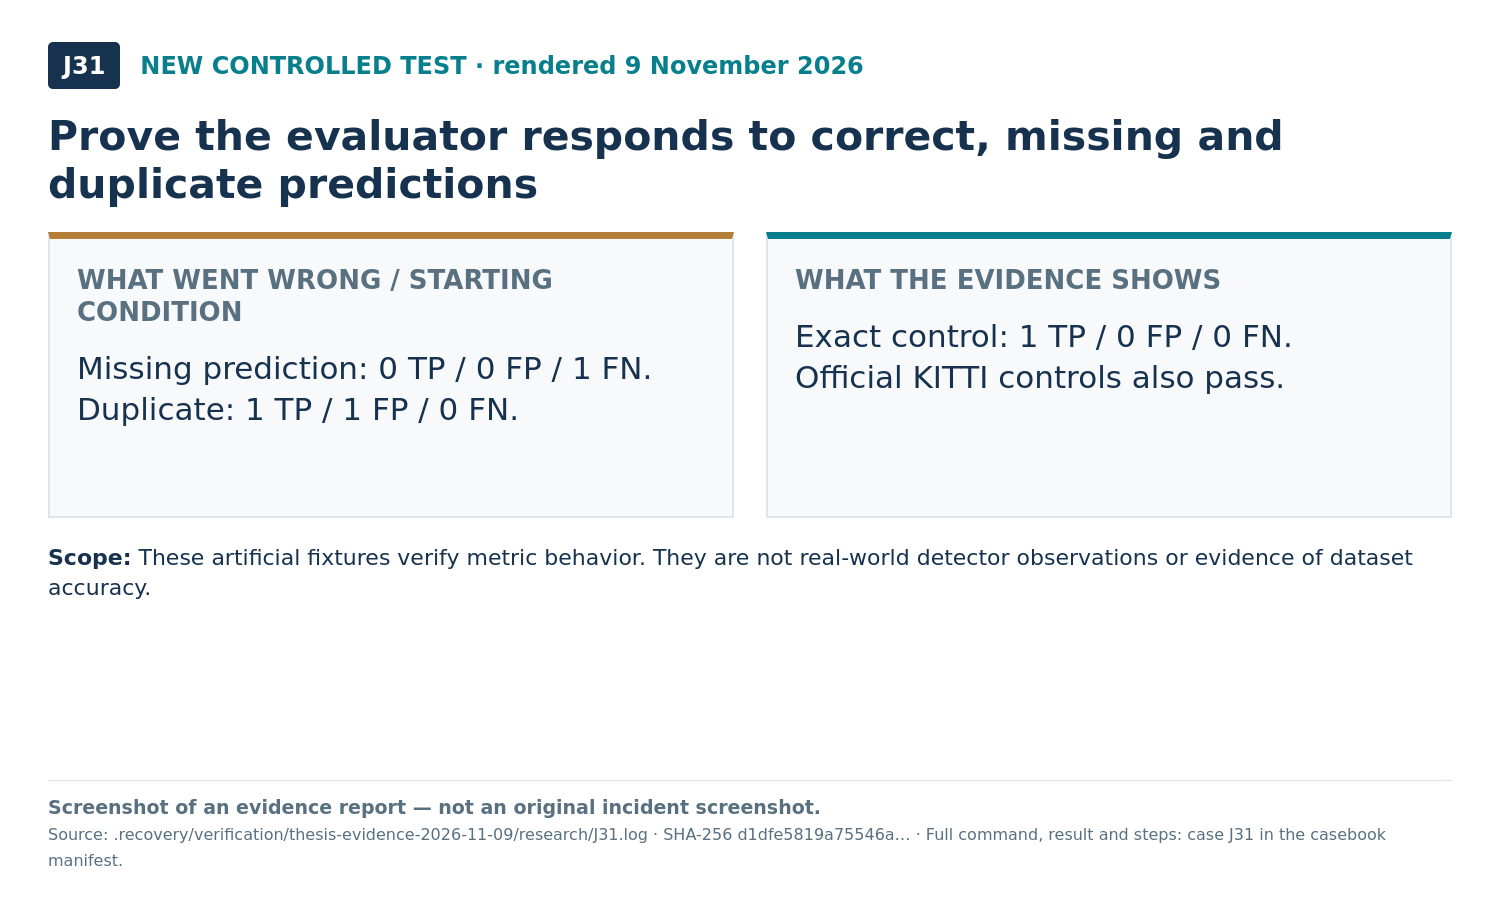 J31
NEW CONTROLLED TEST · rendered 9 November 2026
Prove the evaluator responds to correct, missing and
duplicate predictions
WHAT WENT WRONG / STARTING
CONDITION
Missing prediction: 0 TP / 0 FP / 1 FN.
Duplicate: 1 TP / 1 FP / 0 FN.
WHAT THE EVIDENCE SHOWS
Exact control: 1 TP / 0 FP / 0 FN.
Official KITTI controls also pass.
Scope: These artificial fixtures verify metric behavior. They are not real-world detector observations or evidence of dataset
accuracy.
Screenshot of an evidence report — not an original incident screenshot.
Source: .recovery/verification/thesis-evidence-2026-11-09/research/J31.log · SHA-256 d1dfe5819a75546a… · Full command, result and steps: case J31 in the casebook
manifest.